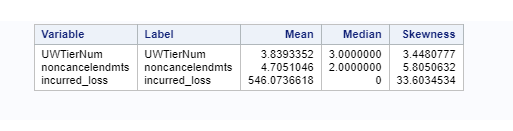 Variable Label Mean Median Skewness
UWTierNum UWTierNum 3.8393352 3.0000000 3.4480777
noncancelendmts noncancelendmts 4.7051046 2.0000000 5.8050632
incurred_loss incurred_loss 546.0736618 0 33.6034534